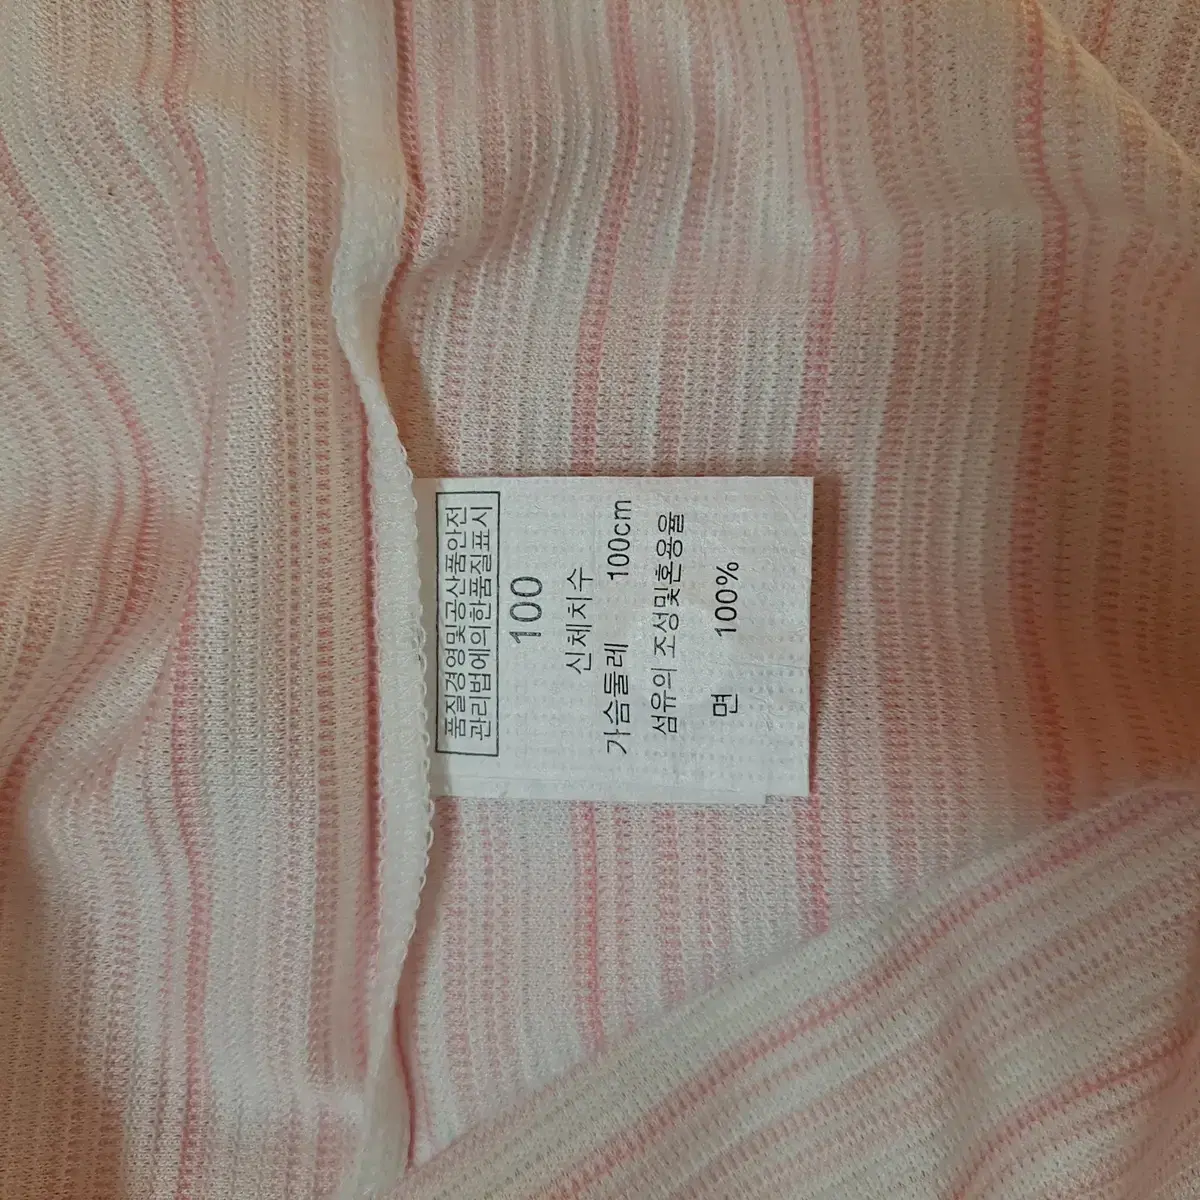 품질경영및공산품안전
관리법에의한품질표시
100
신체치수
가슴둘레 100cm
섬유의 조성및혼용율
면 100%